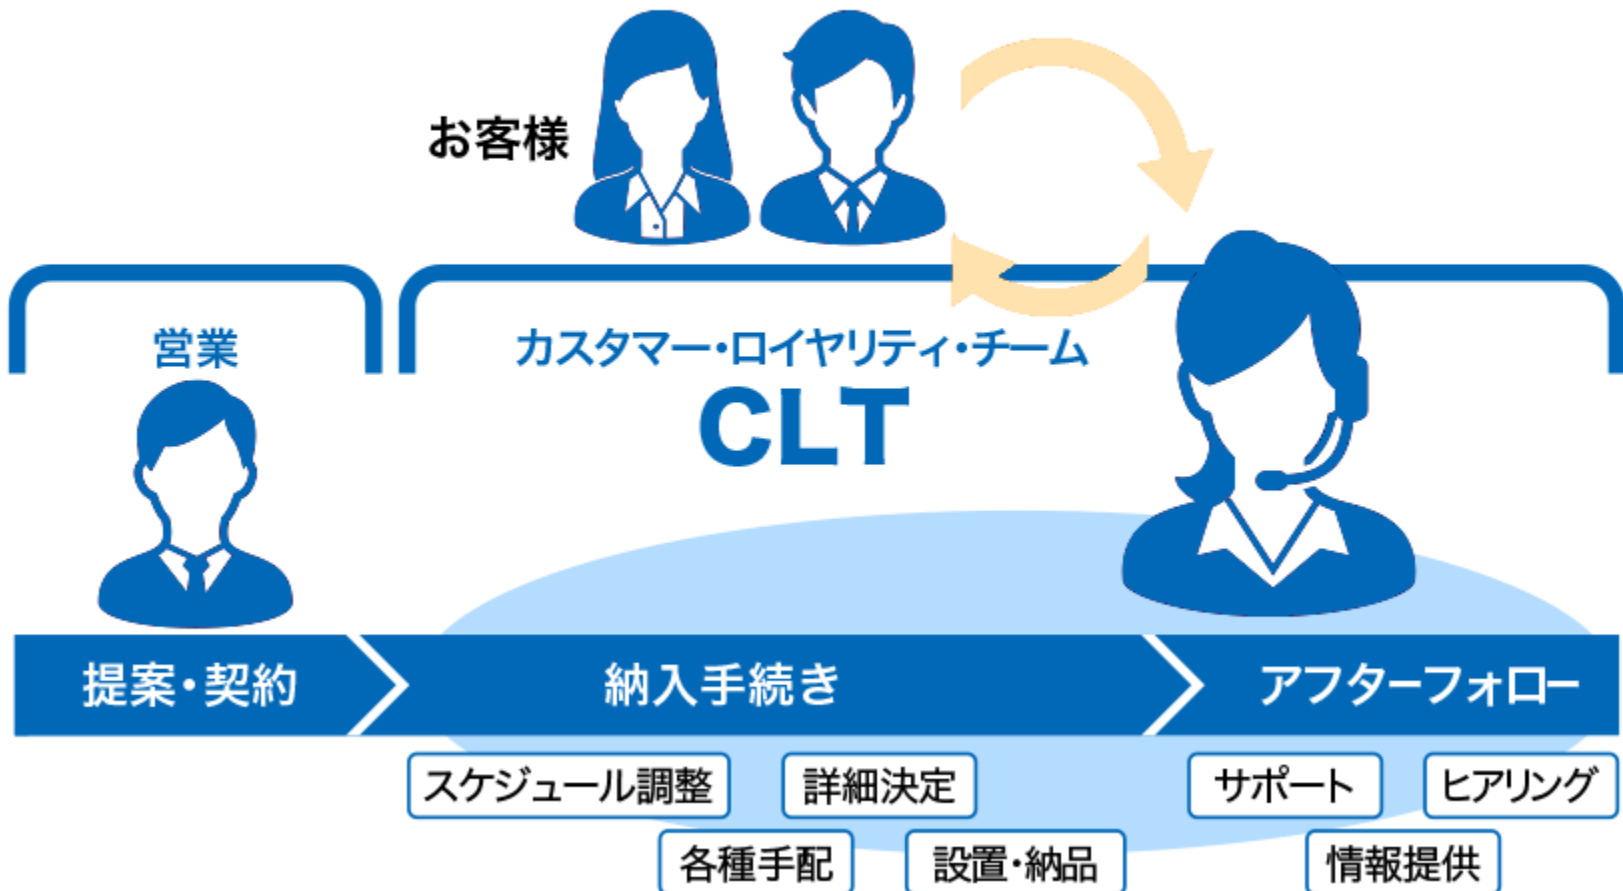 お客様
営業
カスタマー・ロイヤリティ・チーム
CLT
提案・契約
納入手続き
アフターフォロー
スケジュール調整
詳細決定
サポート
ヒアリング
各種手配
設置・納品
情報提供